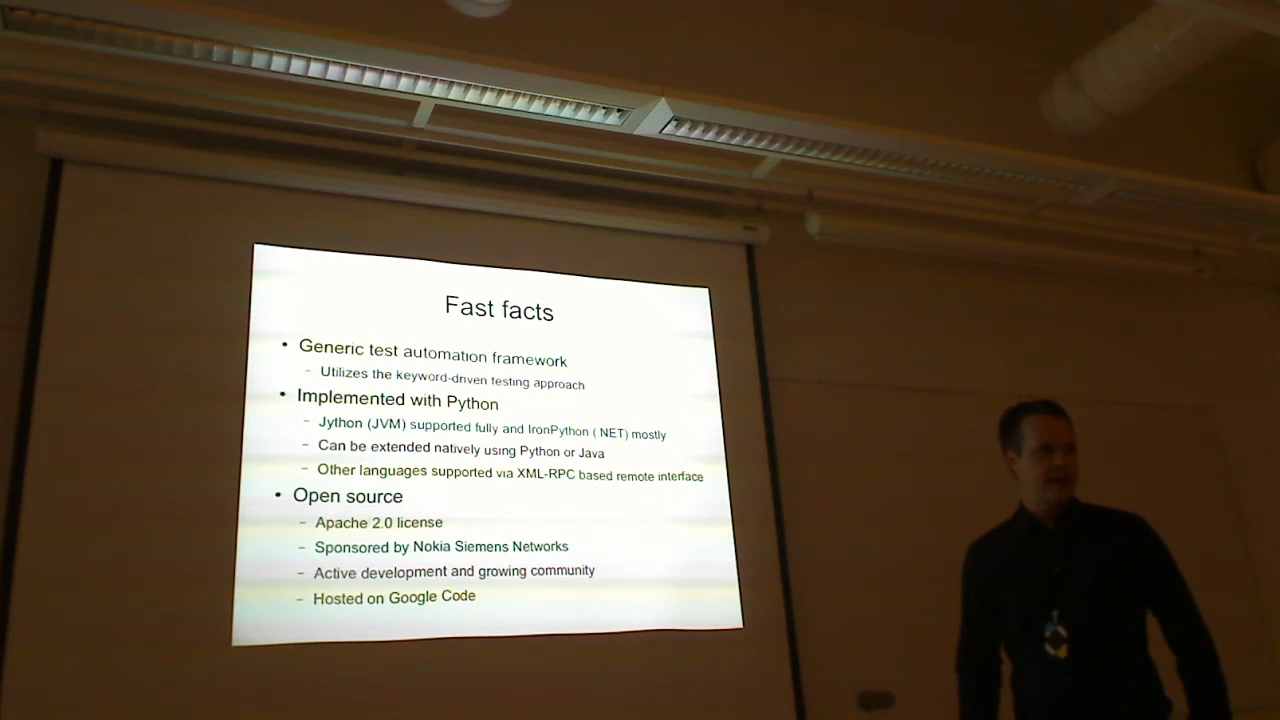 Fast facts
• Generic test automation framework
– Utilizes the keyword-driven testing approach
• Implemented with Python
– Jython (JVM) supported fully and IronPython (.NET) mostly
– Can be extended natively using Python or Java
– Other languages supported via XML-RPC based remote interface
• Open source
– Apache 2.0 license
– Sponsored by Nokia Siemens Networks
– Active development and growing community
– Hosted on Google Code